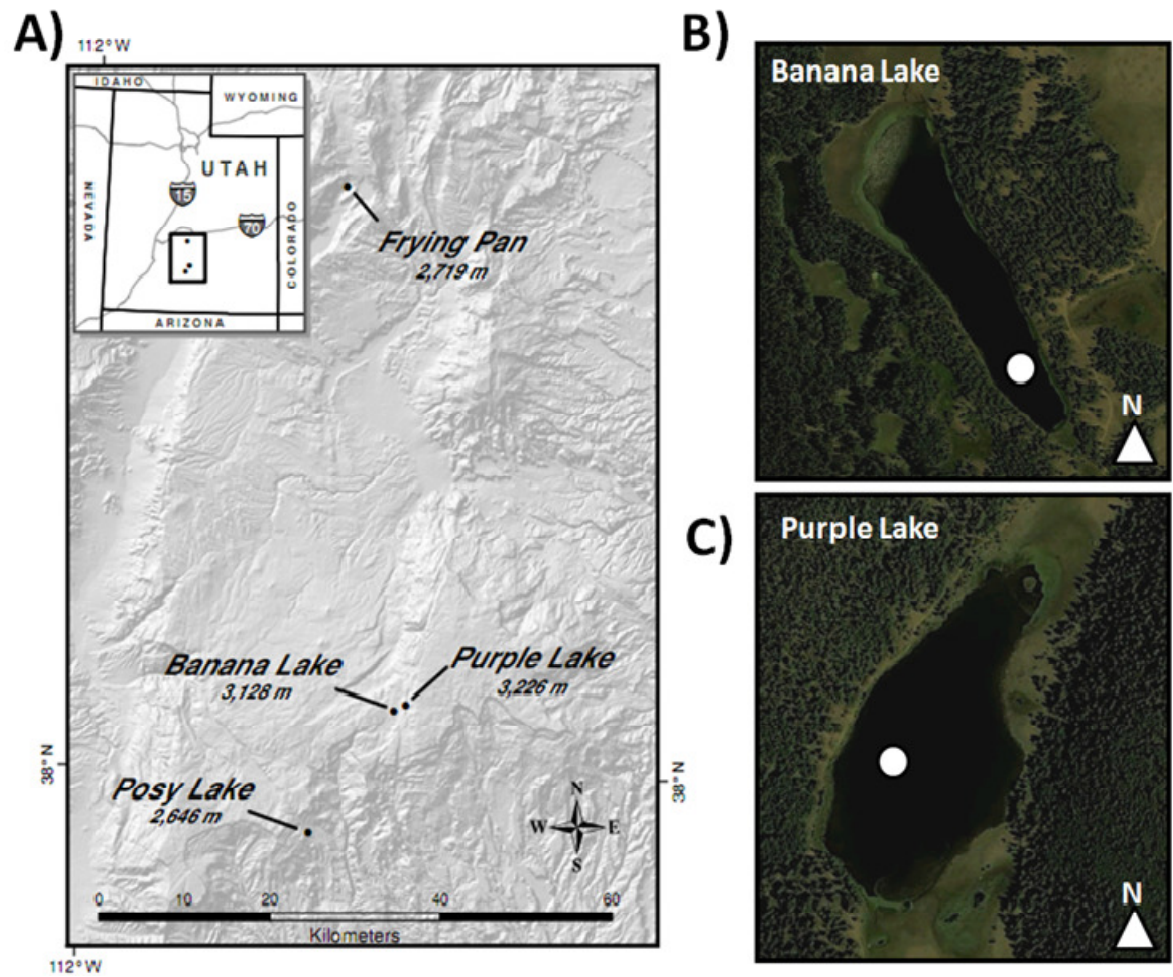 A)
112°W
IDAHO
WYOMING
UTAH
NEVADA
15
70
COLORADO
ARIZONA
Frying Pan
2,719 m
Banana Lake
3,128 m
Purple Lake
3,226 m
38°N
38°N
Posy Lake
2,646 m
N
W E
S
0 10 20 40 60
Kilometers
112°W
B)
Banana Lake
N
C)
Purple Lake
N